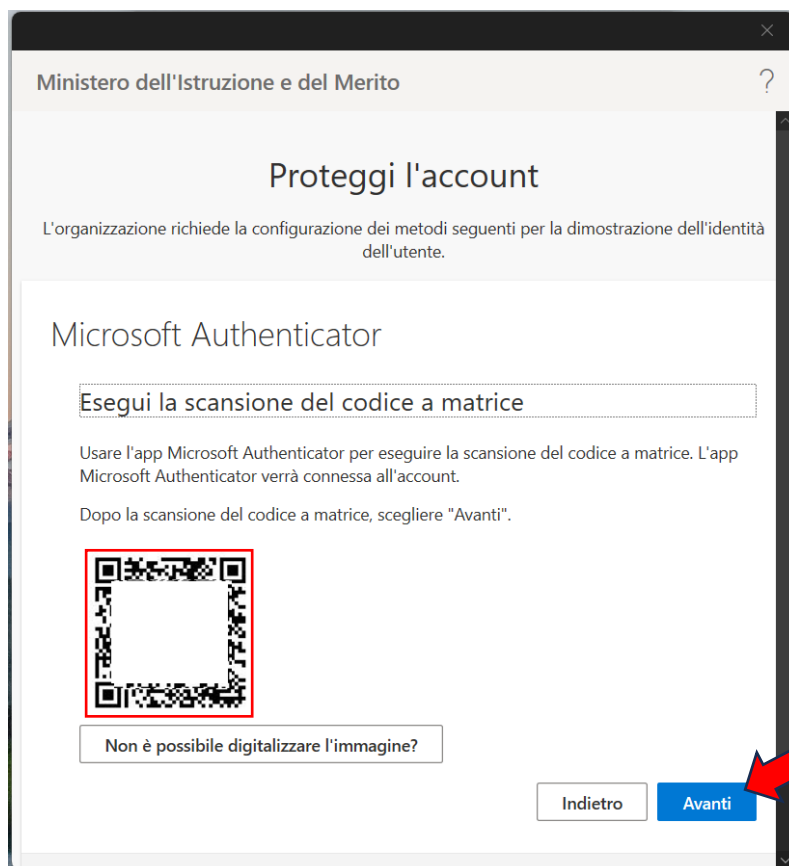 Ministero dell'Istruzione e del Merito
?
Proteggi l'account
L'organizzazione richiede la configurazione dei metodi seguenti per la dimostrazione dell'identità
dell'utente.
Microsoft Authenticator
Esegui la scansione del codice a matrice
Usare l'app Microsoft Authenticator per eseguire la scansione del codice a matrice. L'app
Microsoft Authenticator verrà connessa all'account.
Dopo la scansione del codice a matrice, scegliere "Avanti".
Non è possibile digitalizzare l'immagine?
Indietro
Avanti